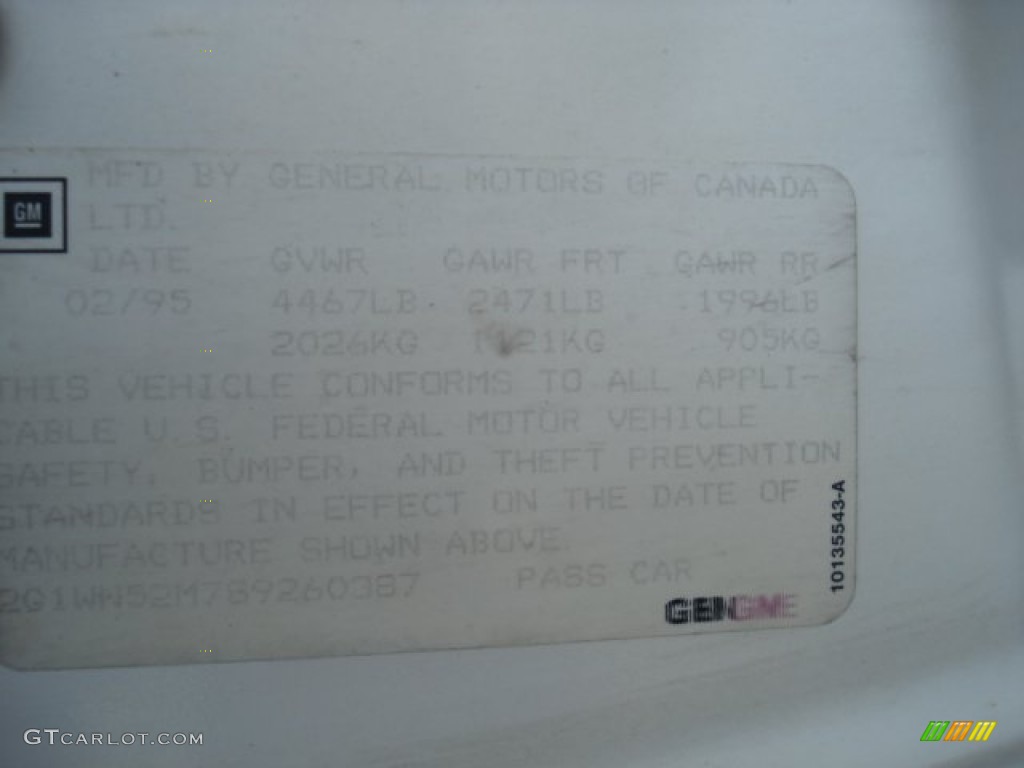 MFD BY GENERAL MOTORS OF CANADA
LTD.
GM
DATE GVWR GAWR FRT GAWR RR
02/95 4467LB 2471LB 1996LB
2026KG 1121KG 905KG
THIS VEHICLE CONFORMS TO ALL APPLI-
CABLE U.S. FEDERAL MOTOR VEHICLE
SAFETY, BUMPER, AND THEFT PREVENTION
STANDARDS IN EFFECT ON THE DATE OF
MANUFACTURE SHOWN ABOVE.
2G1WN52M7S9260387 PASS CAR
10135543-A
GTCARLOT.COM